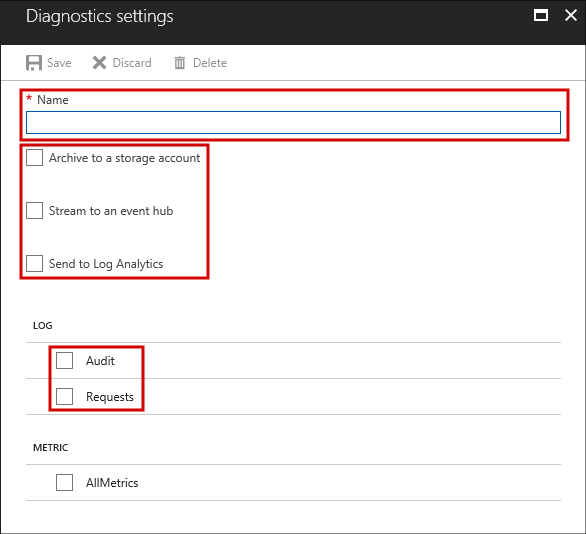 Diagnostics settings
Save Discard Delete
* Name
Archive to a storage account
Stream to an event hub
Send to Log Analytics
LOG
Audit
Requests
METRIC
AllMetrics